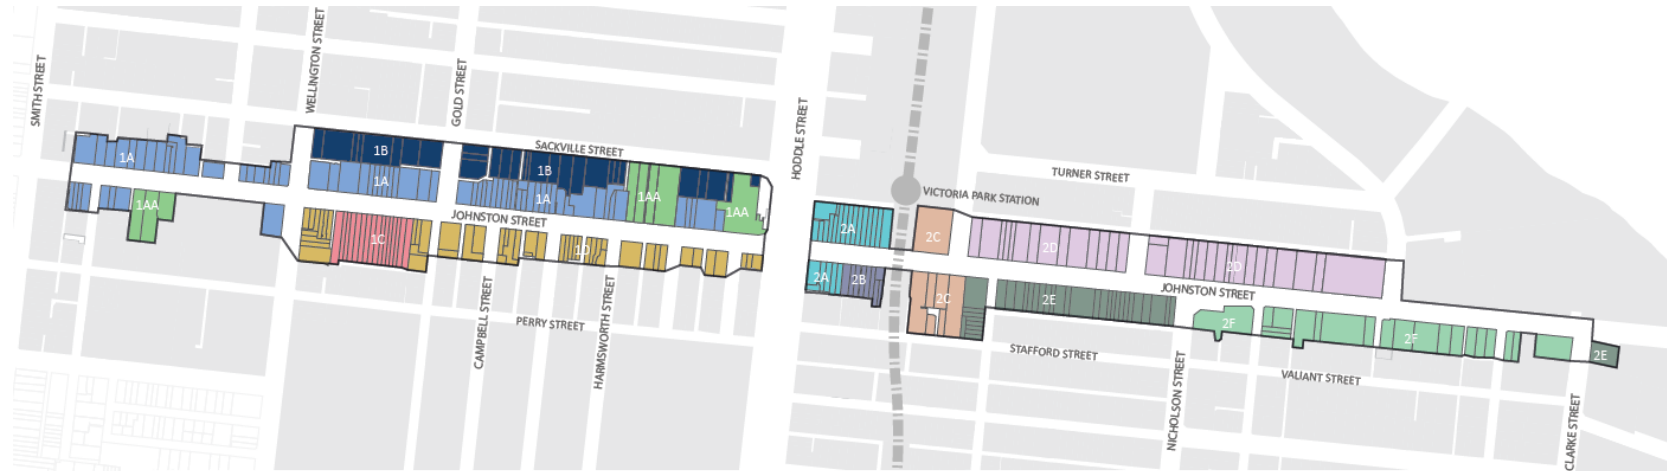 SMITH STREET
WELLINGTON STREET
GOLD STREET
SACKVILLE STREET
HODDLE STREET
VICTORIA PARK STATION
TURNER STREET
1A
1B
1B
1A
1A
1AA
1AA
1AA
JOHNSTON STREET
1C
1D
2A
2C
2D
2D
2A
2B
2C
2E
JOHNSTON STREET
2F
2F
2E
CAMPBELL STREET
HARMSWORTH STREET
PERRY STREET
STAFFORD STREET
NICHOLSON STREET
VALIANT STREET
CLARKE STREET